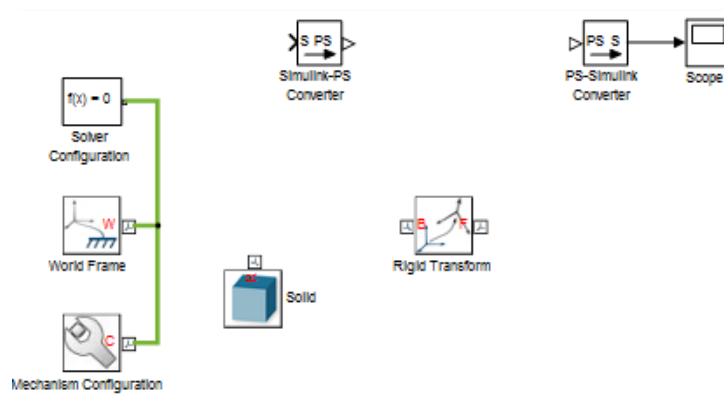 S PS
Simulink-PS
Converter
PS S
PS-Simulink
Converter
Scope
f(x) = 0
Solver
Configuration
W
World Frame
R
Solid
B
F
Rigid Transform
C
Mechanism Configuration